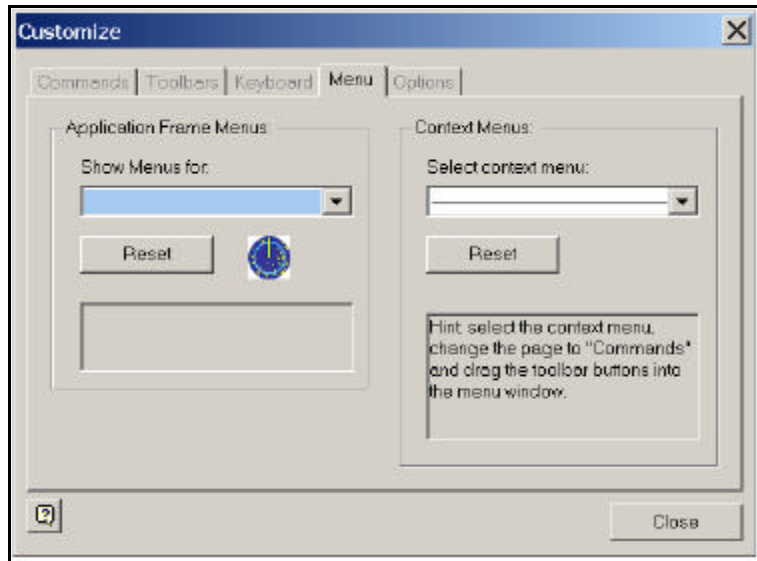 Customize
Commands Toolbars Keyboard Menu Options
Application Frame Menus:
Show Menus for:
Reset
Context Menus:
Select context menu:
Reset
Hint: select the context menu,
change the page to "Commands"
and drag the toolbar buttons into
the menu window.
Close